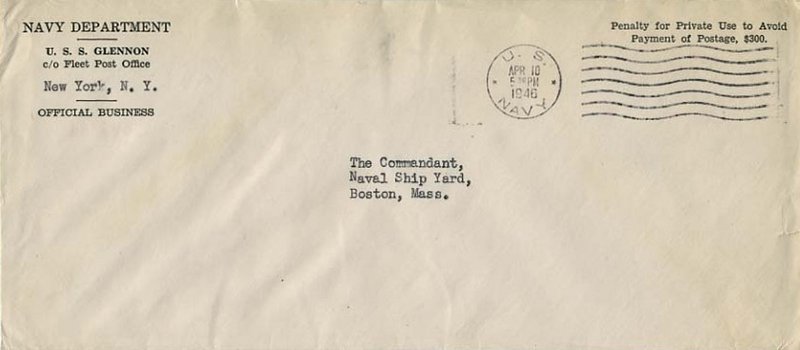 NAVY DEPARTMENT
U. S. S. GLENNON
c/o Fleet Post Office
New York, N. Y.
OFFICIAL BUSINESS
Penalty for Private Use to Avoid
Payment of Postage, $300.
U. S.
APR 10
PM
1946
NAVY
The Commandant,
Naval Ship Yard,
Boston, Mass.